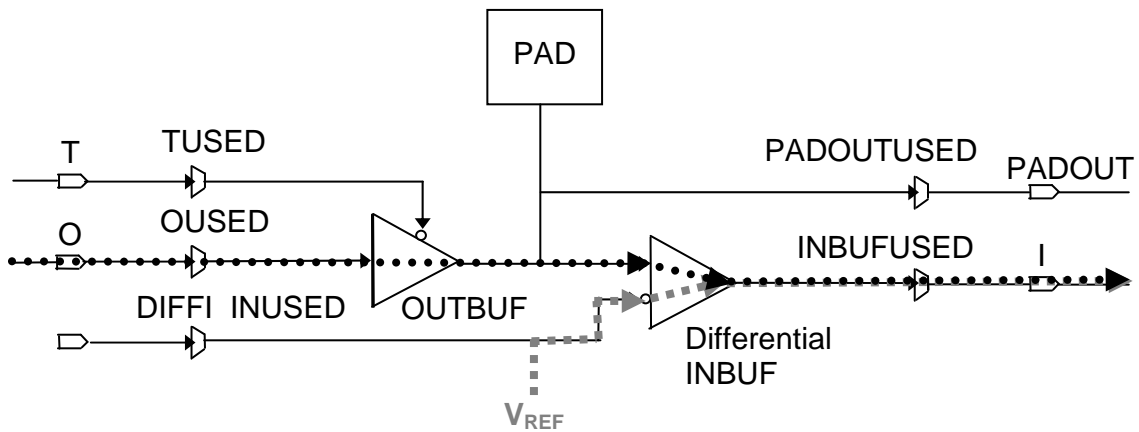 PAD
T
TUSED
PADOUTUSED
PADOUT
O
OUSED
INBUFUSED
I
DIFFI INUSED
OUTBUF
Differential
INBUF
VREF